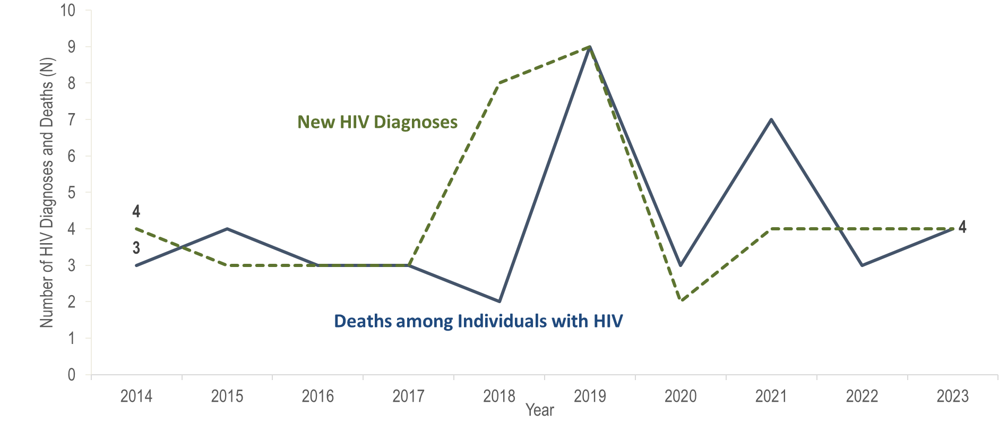 10
9
8
7
6
5
4
3
2
1
0
Number of HIV Diagnoses and Deaths (N)
New HIV Diagnoses
Deaths among Individuals with HIV
4
3
4
2014 2015 2016 2017 2018 2019 2020 2021 2022 2023
Year